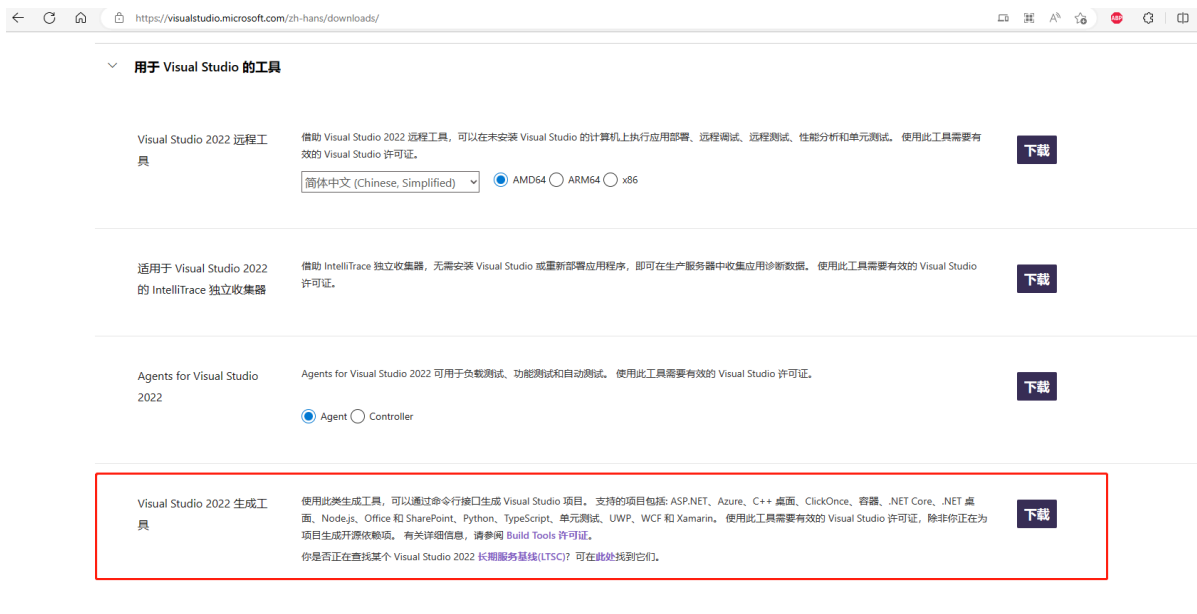 https://visualstudio.microsoft.com/zh-hans/downloads/
用于 Visual Studio 的工具
Visual Studio 2022 远程工
具
借助 Visual Studio 2022 远程工具，可以在未安装 Visual Studio 的计算机上执行应用部署、远程调试、远程测试、性能分析和单元测试。 使用此工具需要有
效的 Visual Studio 许可证。
简体中文 (Chinese, Simplified)
AMD64 ARM64 x86
下载
适用于 Visual Studio 2022
的 IntelliTrace 独立收集器
借助 IntelliTrace 独立收集器，无需安装 Visual Studio 或重新部署应用程序，即可在生产服务器中收集应用诊断数据。 使用此工具需要有效的 Visual Studio
许可证。
下载
Agents for Visual Studio
2022
Agents for Visual Studio 2022 可用于负载测试、功能测试和自动测试。 使用此工具需要有效的 Visual Studio 许可证。
Agent Controller
下载
Visual Studio 2022 生成工
具
使用此类生成工具，可以通过命令行接口生成 Visual Studio 项目。 支持的项目包括: ASP.NET、Azure、C++ 桌面、ClickOnce、容器、.NET Core、.NET 桌
面、Node.js、Office 和 SharePoint、Python、TypeScript、单元测试、UWP、WCF 和 Xamarin。 使用此工具需要有效的 Visual Studio 许可证，除非你正在为
项目生成开源依赖项。 有关详细信息，请参阅 Build Tools 许可证。
你是否正在查找某个 Visual Studio 2022 长期服务基线(LTSC)? 可在此处找到它们。
下载